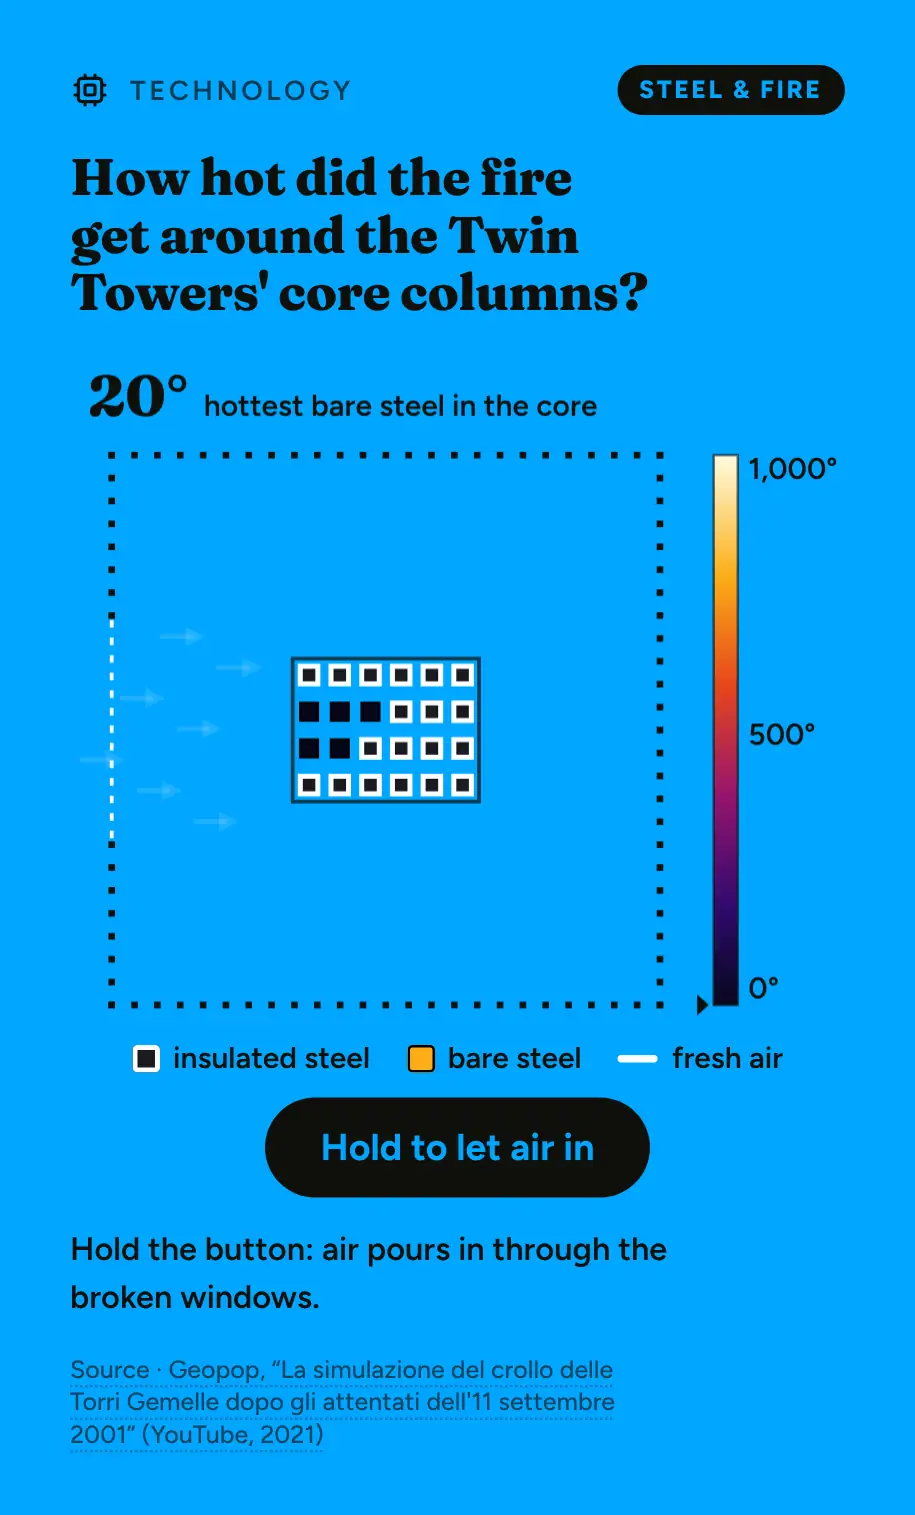 TECHNOLOGY
STEEL & FIRE
How hot did the fire
get around the Twin
Towers' core columns?
20° hottest bare steel in the core
1,000°
500°
0°
insulated steel
bare steel
fresh air
Hold to let air in
Hold the button: air pours in through the
broken windows.
Source · Geopop, “La simulazione del crollo delle
Torri Gemelle dopo gli attentati dell'11 settembre
2001” (YouTube, 2021)